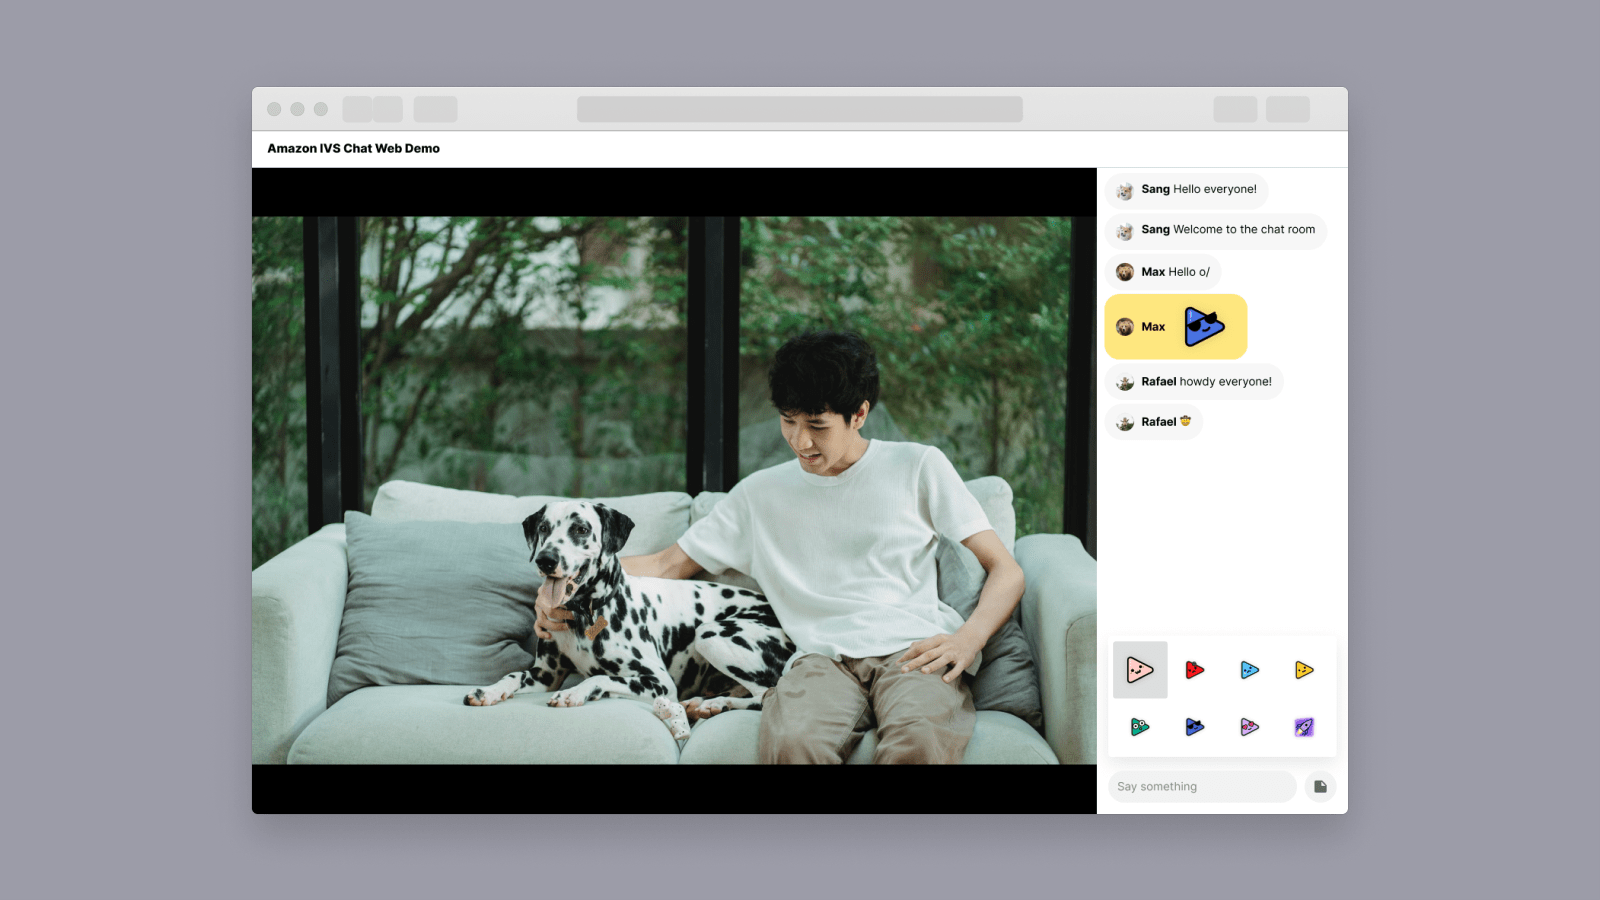 Amazon IVS Chat Web Demo
Sang Hello everyone!
Sang Welcome to the chat room
Max Hello o/
Max
Rafael howdy everyone!
Rafael 🤠
Say something